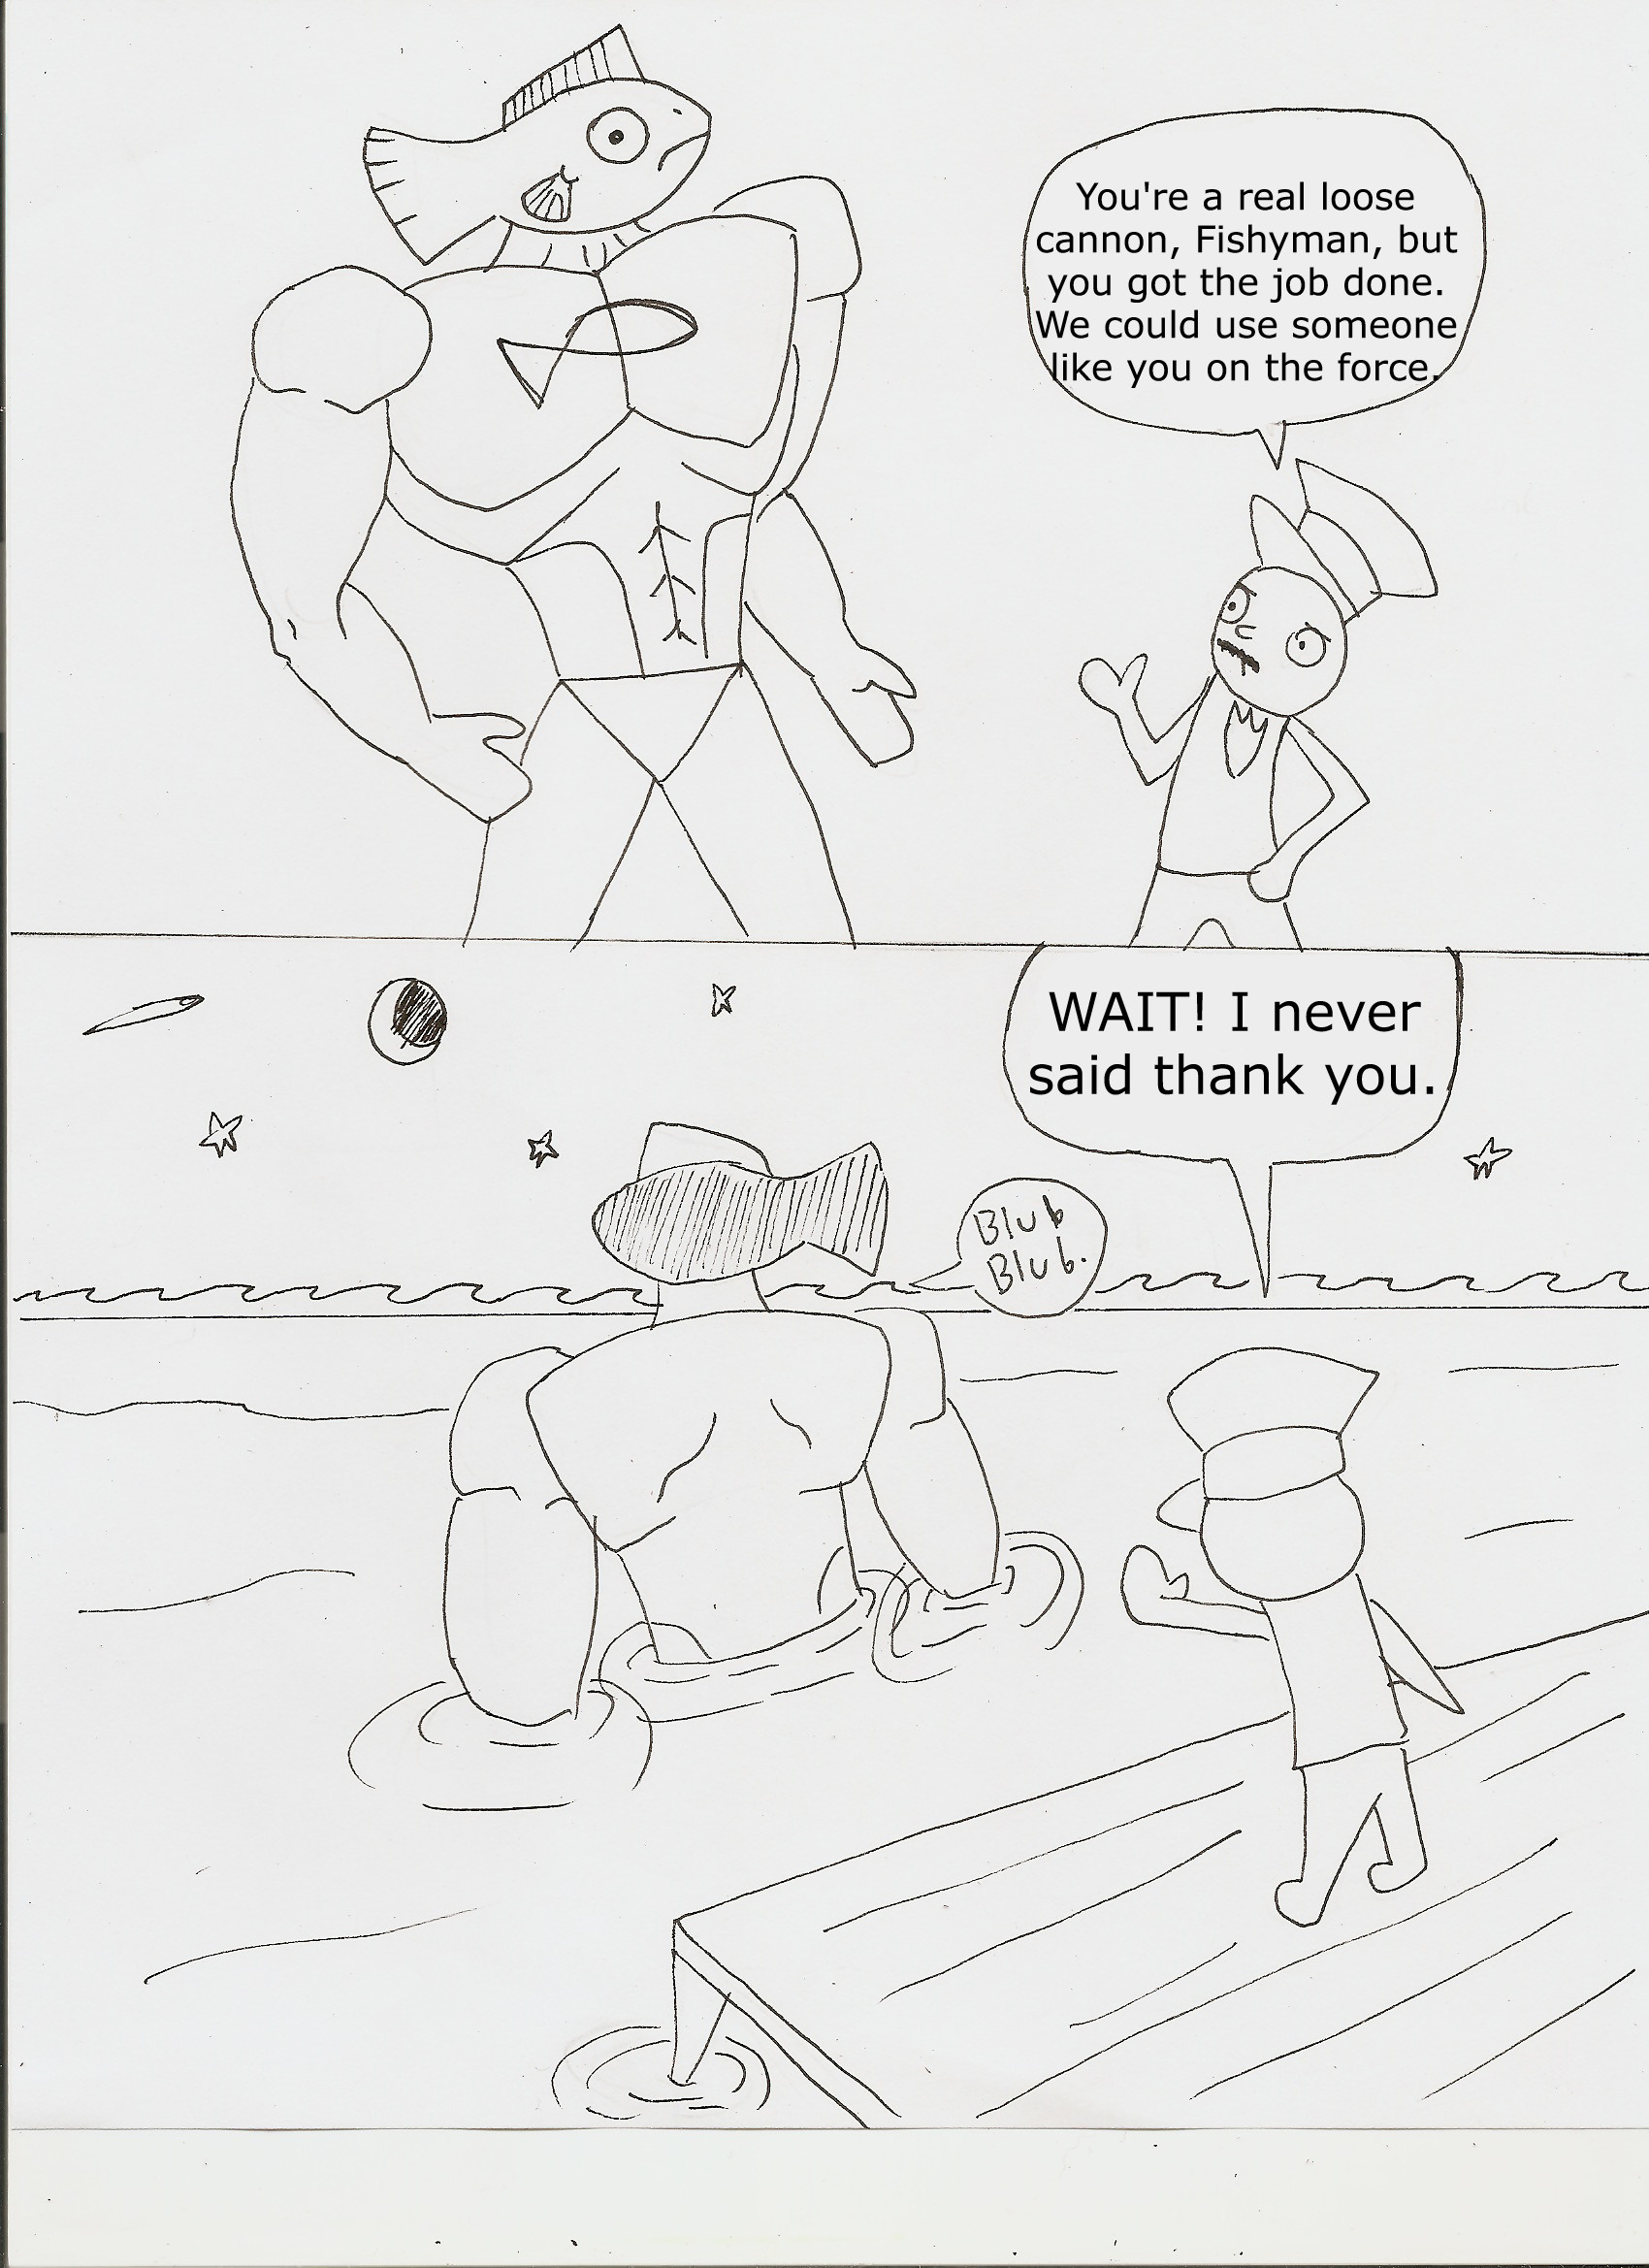 You're a real loose
cannon, Fishyman, but
you got the job done.
We could use someone
like you on the force.
WAIT! I never
said thank you.
Blub
Blub.